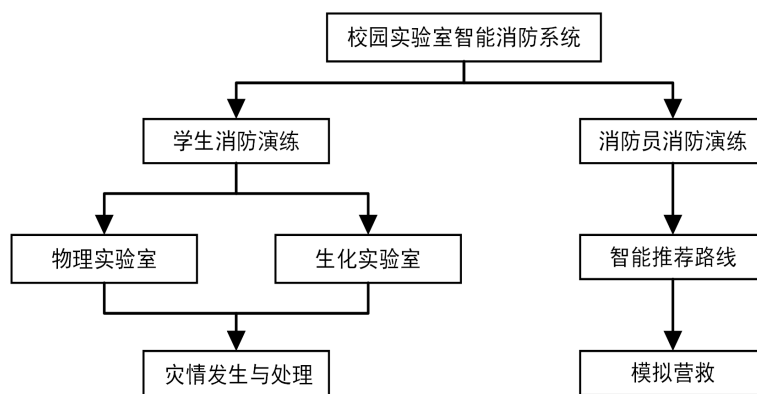 校园实验室智能消防系统
学生消防演练
消防员消防演练
物理实验室
生化实验室
智能推荐路线
灾情发生与处理
模拟营救